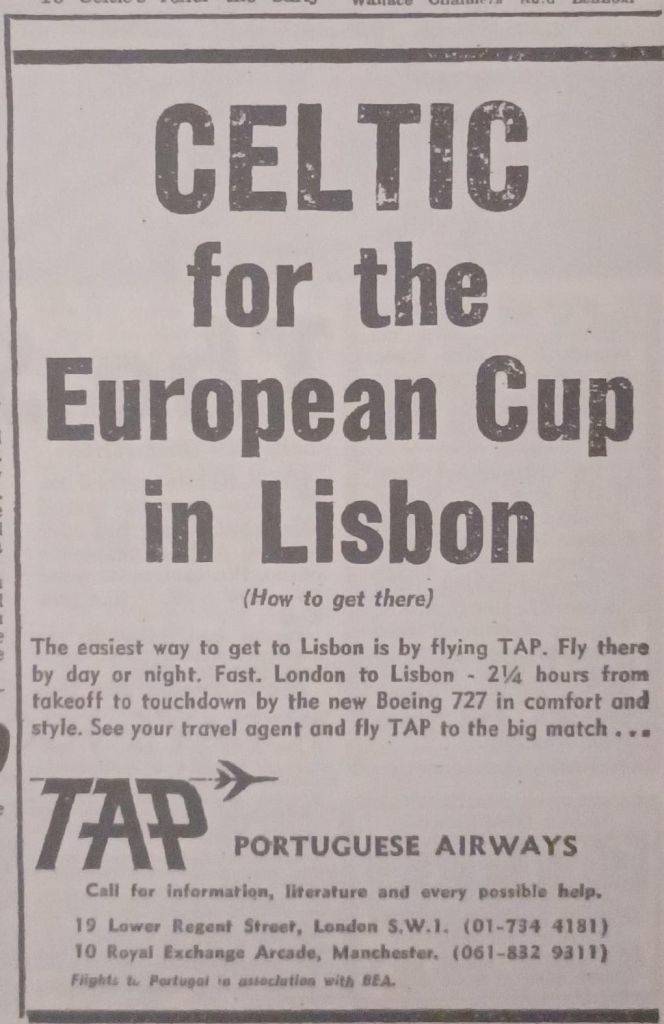 CELTIC
for the
European Cup
in Lisbon
(How to get there)
The easiest way to get to Lisbon is by flying TAP. Fly there
by day or night. Fast. London to Lisbon - 2¼ hours from
takeoff to touchdown by the new Boeing 727 in comfort and
style. See your travel agent and fly TAP to the big match . . .
TAP
PORTUGUESE AIRWAYS
Call for information, literature and every possible help.
19 Lower Regent Street, London S.W.1. (01-734 4181)
10 Royal Exchange Arcade, Manchester. (061-832 9311)
Flights to Portugal in association with BEA.